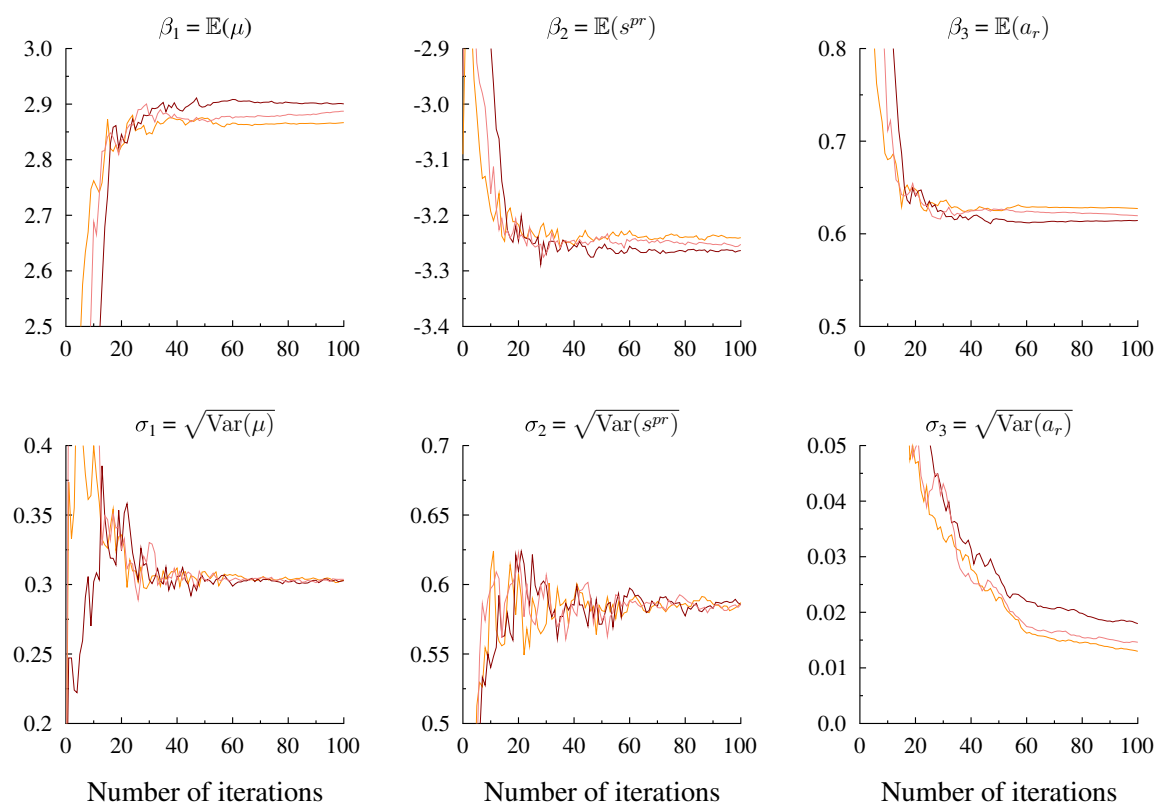 β₁ = 𝔼(μ)
β₂ = 𝔼(s^{pr})
β₃ = 𝔼(a_r)
3.0
2.9
2.8
2.7
2.6
2.5
0 20 40 60 80 100
-2.9
-3.0
-3.1
-3.2
-3.3
-3.4
0 20 40 60 80 100
0.8
0.7
0.6
0.5
0 20 40 60 80 100
σ₁ = √Var(μ)
σ₂ = √Var(s^{pr})
σ₃ = √Var(a_r)
0.4
0.35
0.3
0.25
0.2
0 20 40 60 80 100
0.7
0.65
0.6
0.55
0.5
0 20 40 60 80 100
0.05
0.04
0.03
0.02
0.01
0.0
0 20 40 60 80 100
Number of iterations
Number of iterations
Number of iterations